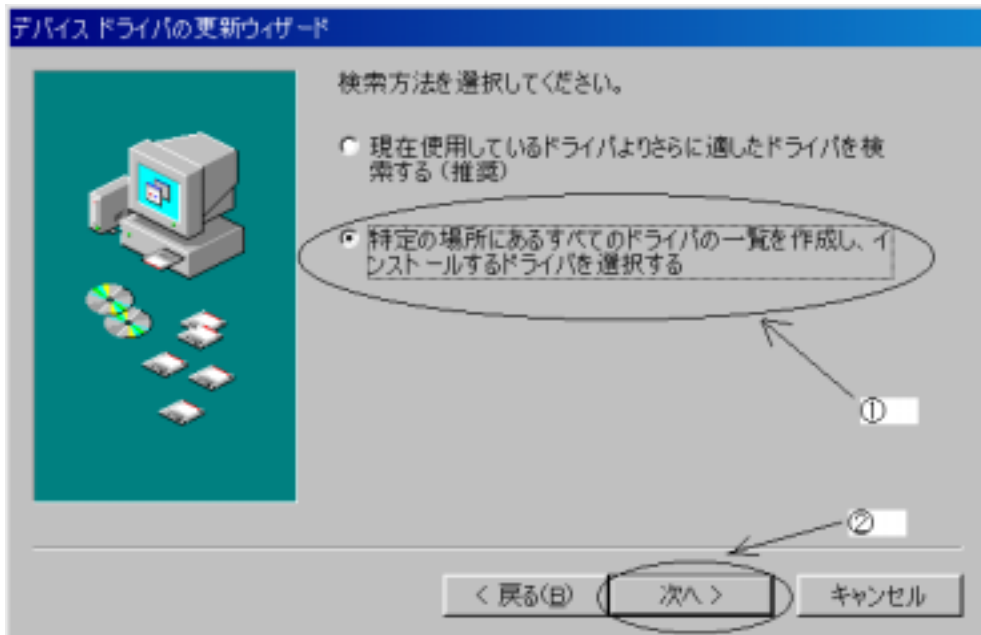 デバイス ドライバの更新ウィザード
検索方法を選択してください。
現在使用しているドライバよりさらに適したドライバを検
索する（推奨）
特定の場所にあるすべてのドライバの一覧を作成し、イ
ンストールするドライバを選択する
①
②
< 戻る(B)
次へ >
キャンセル